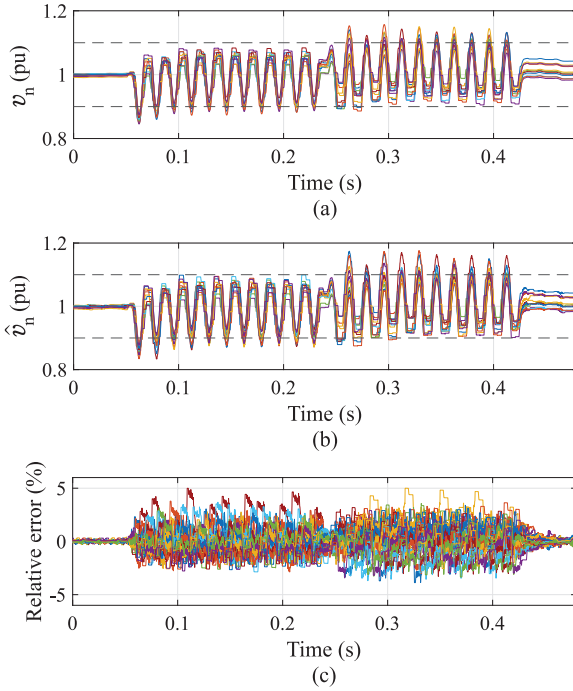 1.2
1
0.8
vₙ (pu)
0 0.1 0.2 0.3 0.4
Time (s)
(a)
1.2
1
0.8
v̂ₙ (pu)
0 0.1 0.2 0.3 0.4
Time (s)
(b)
5
0
-5
Relative error (%)
0 0.1 0.2 0.3 0.4
Time (s)
(c)